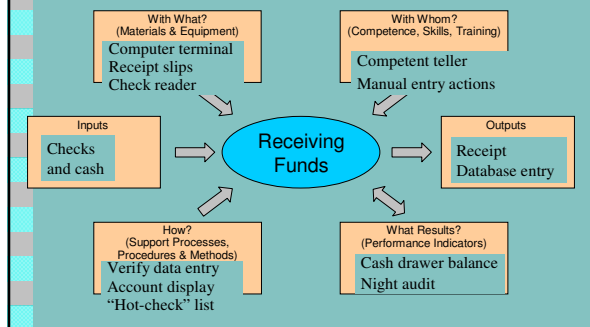 With What?
(Materials & Equipment)
Computer terminal
Receipt slips
Check reader
With Whom?
(Competence, Skills, Training)
Competent teller
Manual entry actions
Inputs
Checks
and cash
Receiving
Funds
Outputs
Receipt
Database entry
How?
(Support Processes,
Procedures & Methods)
Verify data entry
Account display
“Hot-check” list
What Results?
(Performance Indicators)
Cash drawer balance
Night audit